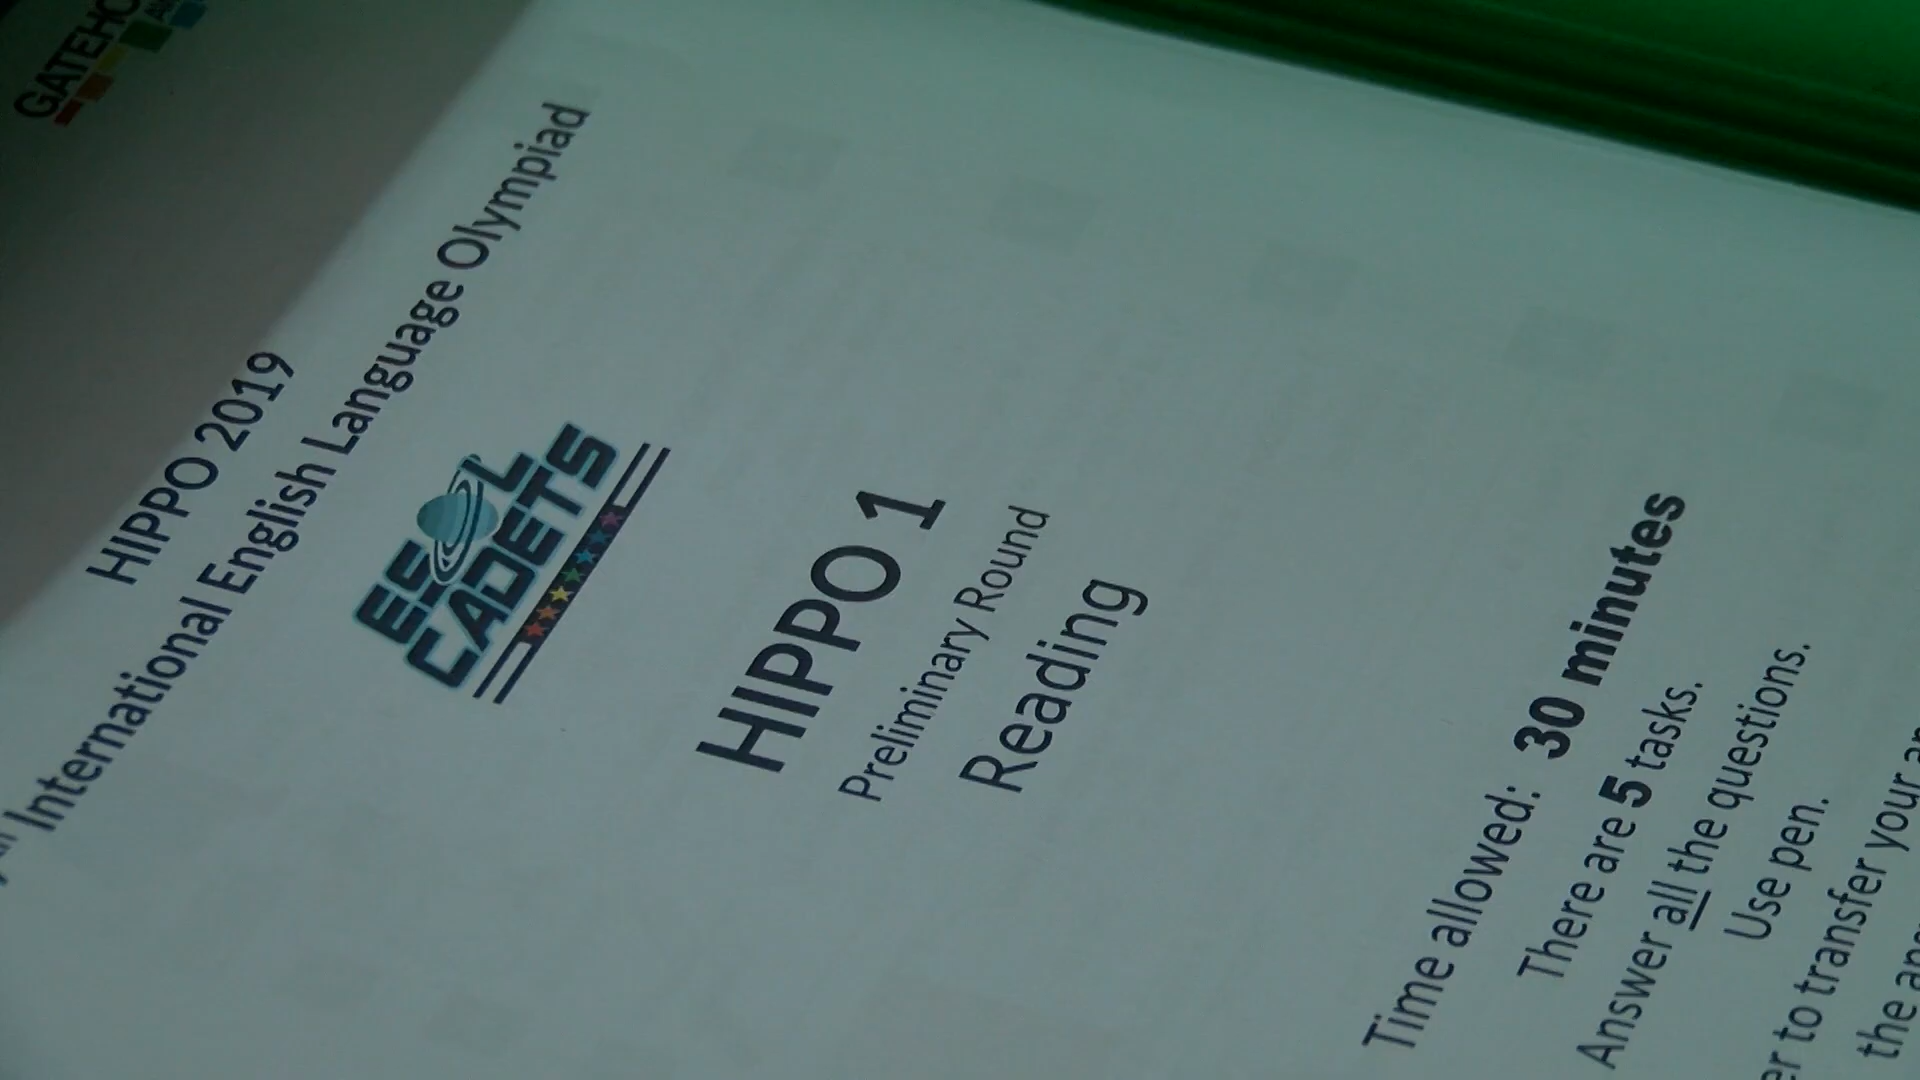 HIPPO 2019
International English Language Olympiad
ESOL
CADETS
HIPPO 1
Preliminary Round
Reading
Time allowed: 30 minutes
There are 5 tasks.
Answer all the questions.
Use pen.
to transfer your
the